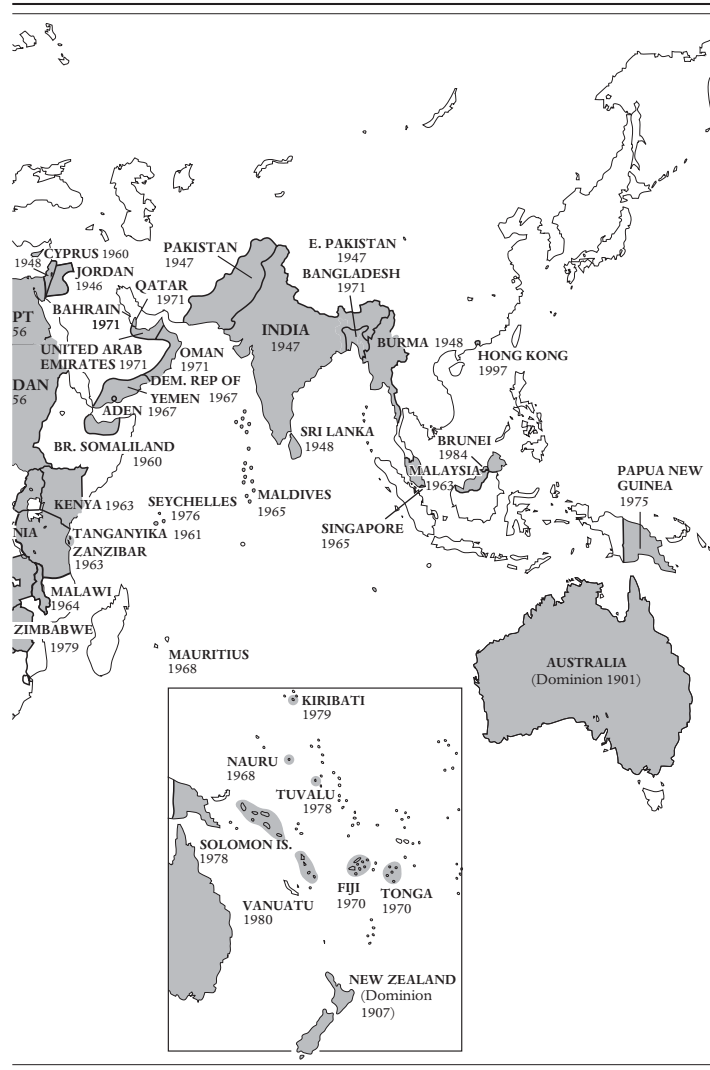 CYPRUS 1960
1948
JORDAN
1946
PAKISTAN
1947
E. PAKISTAN
1947
BANGLADESH
1971
QATAR
1971
BAHRAIN
1971
PT
56
UNITED ARAB
EMIRATES 1971
OMAN
1971
INDIA
1947
BURMA 1948
HONG KONG
1997
DAN
56
DEM. REP OF
YEMEN 1967
ADEN 1967
BR. SOMALILAND
1960
SRI LANKA
1948
BRUNEI
1984
MALAYSIA
1963
PAPUA NEW
GUINEA
1975
KENYA 1963
SEYCHELLES
1976
MALDIVES
1965
SINGAPORE
1965
NIA
TANGANYIKA 1961
ZANZIBAR
1963
MALAWI
1964
ZIMBABWE
1979
MAURITIUS
1968
AUSTRALIA
(Dominion 1901)
KIRIBATI
1979
NAURU
1968
TUVALU
1978
SOLOMON IS.
1978
VANUATU
1980
FIJI
1970
TONGA
1970
NEW ZEALAND
(Dominion
1907)